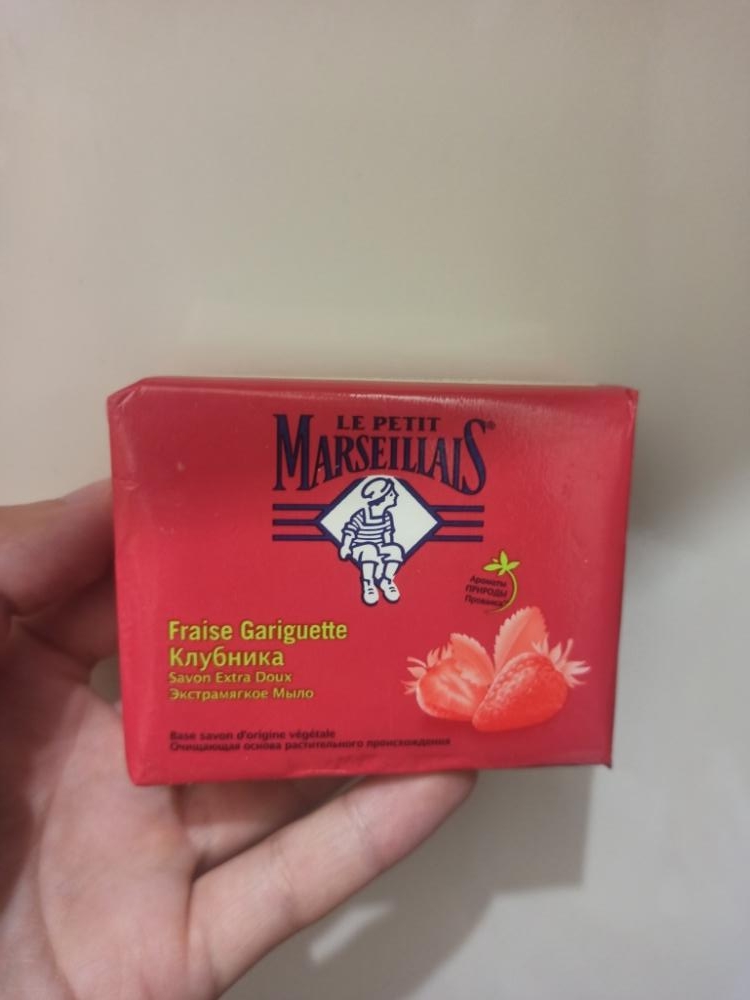 LE PETIT
MARSEILLAIS®
Ароматы
ПРИРОДЫ
Прованса
Fraise Gariguette
Клубника
Savon Extra Doux
Экстрамягкое Мыло
Base savon d'origine végétale
Очищающая основа растительного происхождения